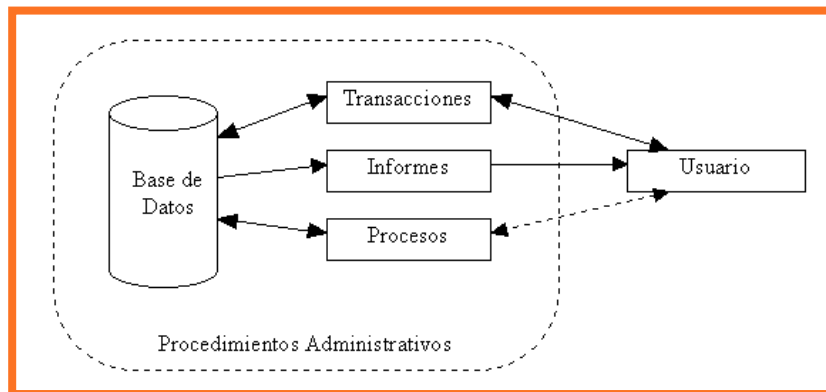 Transacciones
Base de
Datos
Informes
Usuario
Procesos
Procedimientos Administrativos